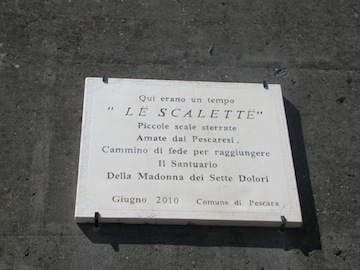 Qui erano un tempo
"LE SCALETTE"
Piccole scale sterrate
Amate dai Pescaresi.
Cammino di fede per raggiungere
Il Santuario
Della Madonna dei Sette Dolori
Giugno 2010 Comune di Pescara